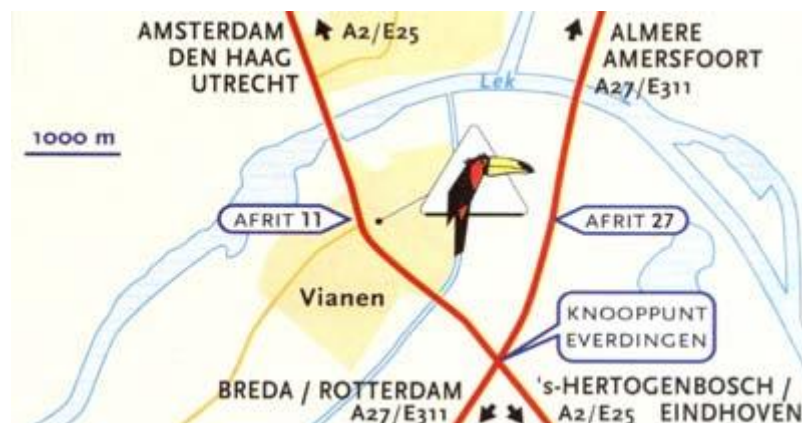 AMSTERDAM
DEN HAAG
UTRECHT
A2/E25
ALMERE
AMERSFOORT
A27/E311
Lek
1000 m
AFRIT 11
AFRIT 27
Vianen
KNOOPPUNT
EVERDINGEN
BREDA / ROTTERDAM
A27/E311
's-HERTOGENBOSCH /
A2/E25 EINDHOVEN